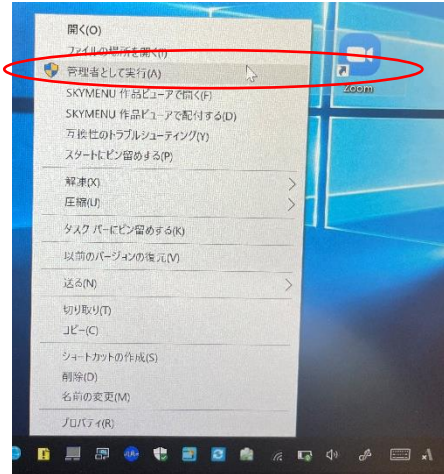 開く(O)
ファイルの場所を開く(I)
管理者として実行(A)
SKYMENU 作品ビューアで開く(F)
SKYMENU 作品ビューアで配付する(D)
互換性のトラブルシューティング(Y)
スタートにピン留めする(P)
解凍(X)
圧縮(U)
タスク バーにピン留めする(K)
以前のバージョンの復元(V)
送る(N)
切り取り(T)
コピー(C)
ショートカットの作成(S)
削除(D)
名前の変更(M)
プロパティ(R)
Zoom